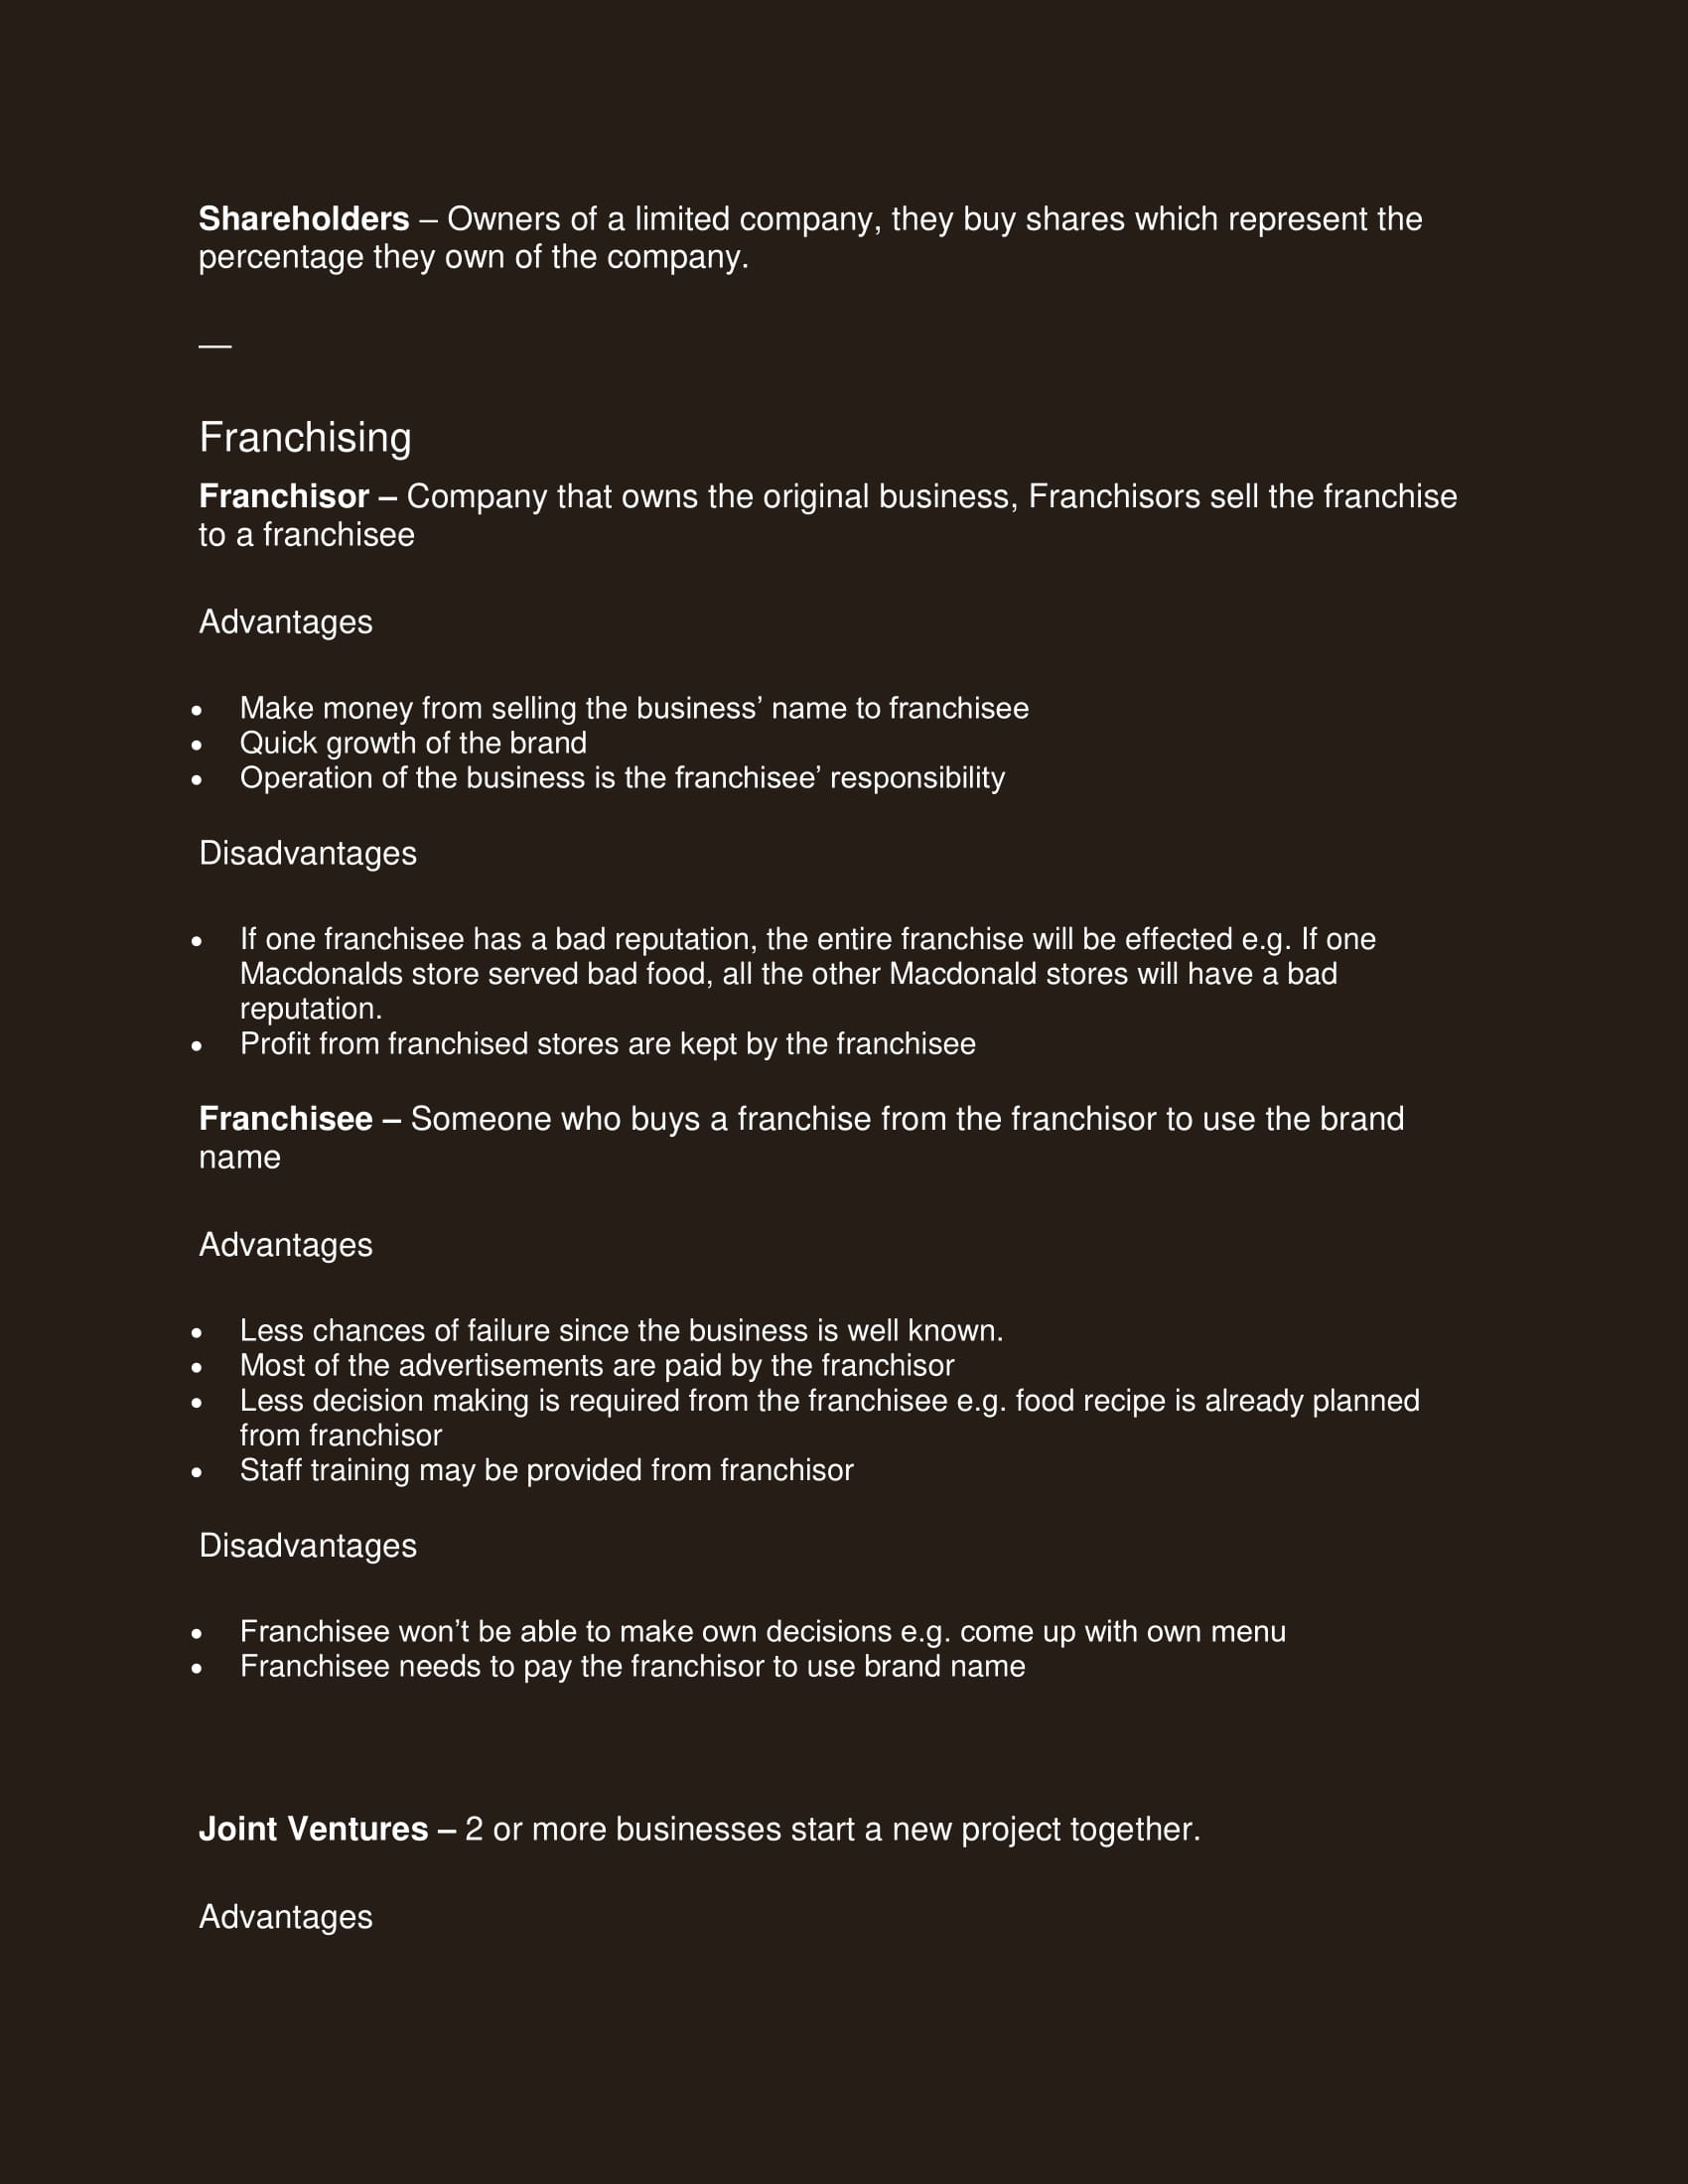 Shareholders – Owners of a limited company, they buy shares which represent the
percentage they own of the company.
—
Franchising
Franchisor – Company that owns the original business, Franchisors sell the franchise
to a franchisee
Advantages
• Make money from selling the business’ name to franchisee
• Quick growth of the brand
• Operation of the business is the franchisee’ responsibility
Disadvantages
• If one franchisee has a bad reputation, the entire franchise will be effected e.g. If one
Macdonalds store served bad food, all the other Macdonald stores will have a bad
reputation.
• Profit from franchised stores are kept by the franchisee
Franchisee – Someone who buys a franchise from the franchisor to use the brand
name
Advantages
• Less chances of failure since the business is well known.
• Most of the advertisements are paid by the franchisor
• Less decision making is required from the franchisee e.g. food recipe is already planned
from franchisor
• Staff training may be provided from franchisor
Disadvantages
• Franchisee won’t be able to make own decisions e.g. come up with own menu
• Franchisee needs to pay the franchisor to use brand name
Joint Ventures – 2 or more businesses start a new project together.
Advantages